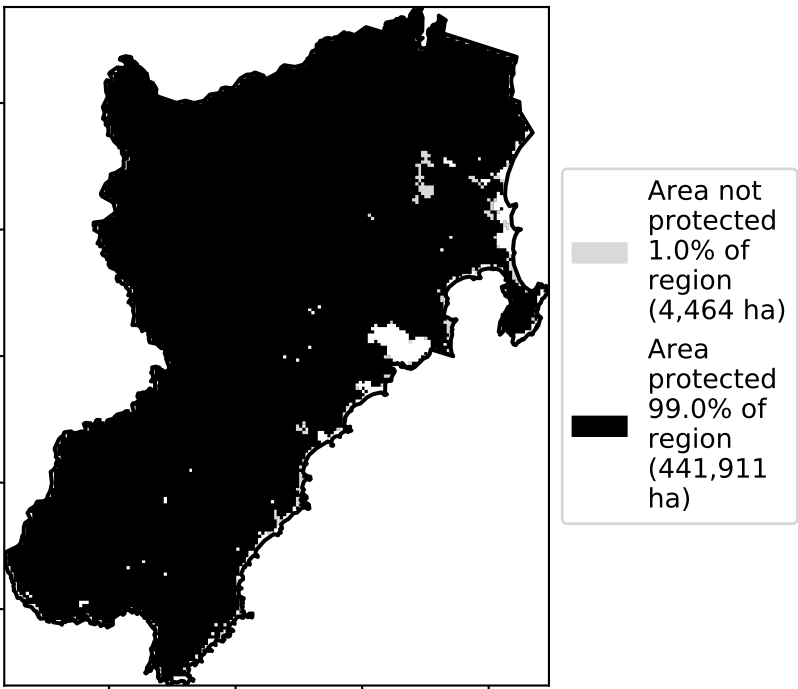 Area not
protected
1.0% of
region
(4,464 ha)
Area
protected
99.0% of
region
(441,911
ha)